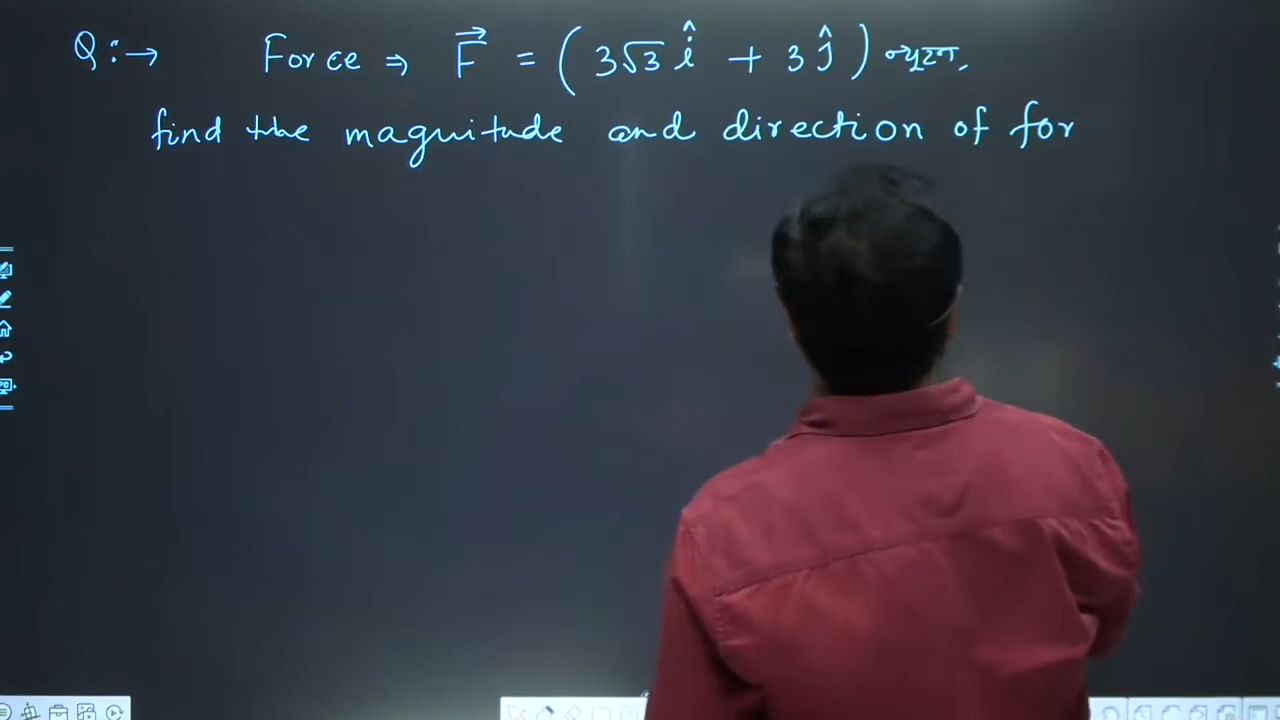 Q:→ Force ⇒ F⃗ = (3√3 î + 3 ĵ) न्यूटन,
find the magnitude and direction of for